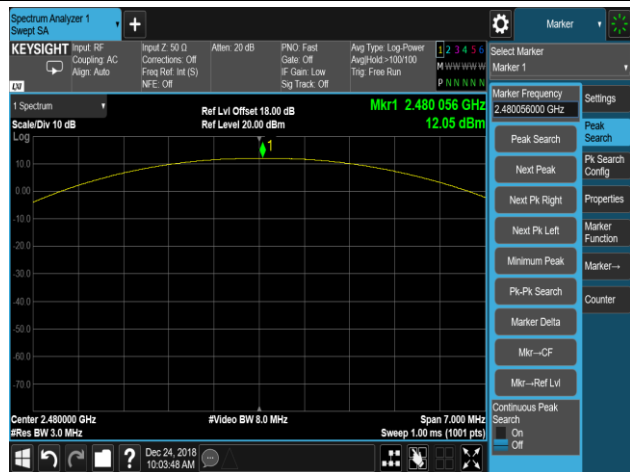 Spectrum Analyzer 1
Swept SA
+
Marker
KEYSIGHT
LXI
Input: RF
Coupling: AC
Align: Auto
Input Z: 50 Ω
Corrections: Off
Freq Ref: Int (S)
NFE: Off
Atten: 20 dB
PNO: Fast
Gate: Off
IF Gain: Low
Sig Track: Off
Avg Type: Log-Power
Avg|Hold:>100/100
Trig: Free Run
1 2 3 4 5 6
M W W W W W
P N N N N N
Select Marker
Marker 1
1 Spectrum
Scale/Div 10 dB
Ref Lvl Offset 18.00 dB
Ref Level 20.00 dBm
Mkr1 2.480 056 GHz
12.05 dBm
Log
1
10.0
0.00
-10.0
-20.0
-30.0
-40.0
-50.0
-60.0
-70.0
Center 2.480000 GHz
#Res BW 3.0 MHz
#Video BW 8.0 MHz
Span 7.000 MHz
Sweep 1.00 ms (1001 pts)
Marker Frequency
2.480056000 GHz
Peak Search
Next Peak
Next Pk Right
Next Pk Left
Minimum Peak
Pk-Pk Search
Marker Delta
Mkr→CF
Mkr→Ref Lvl
Continuous Peak
Search
On
Off
Settings
Peak
Search
Pk Search
Config
Properties
Marker
Function
Marker→
Counter
?
Dec 24, 2018
10:03:48 AM